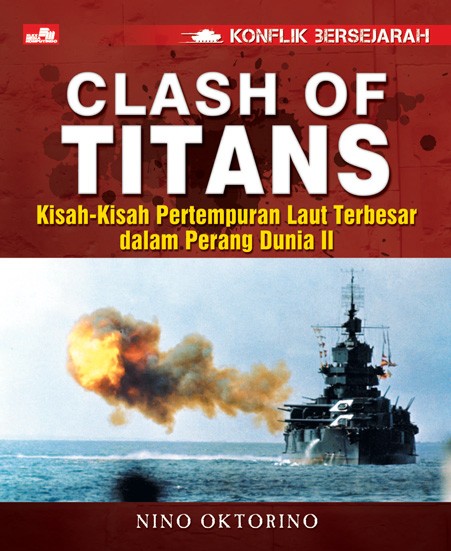 KONFLIK BERSEJARAH
CLASH OF
TITANS
Kisah-Kisah Pertempuran Laut Terbesar
dalam Perang Dunia II
NINO OKTORINO